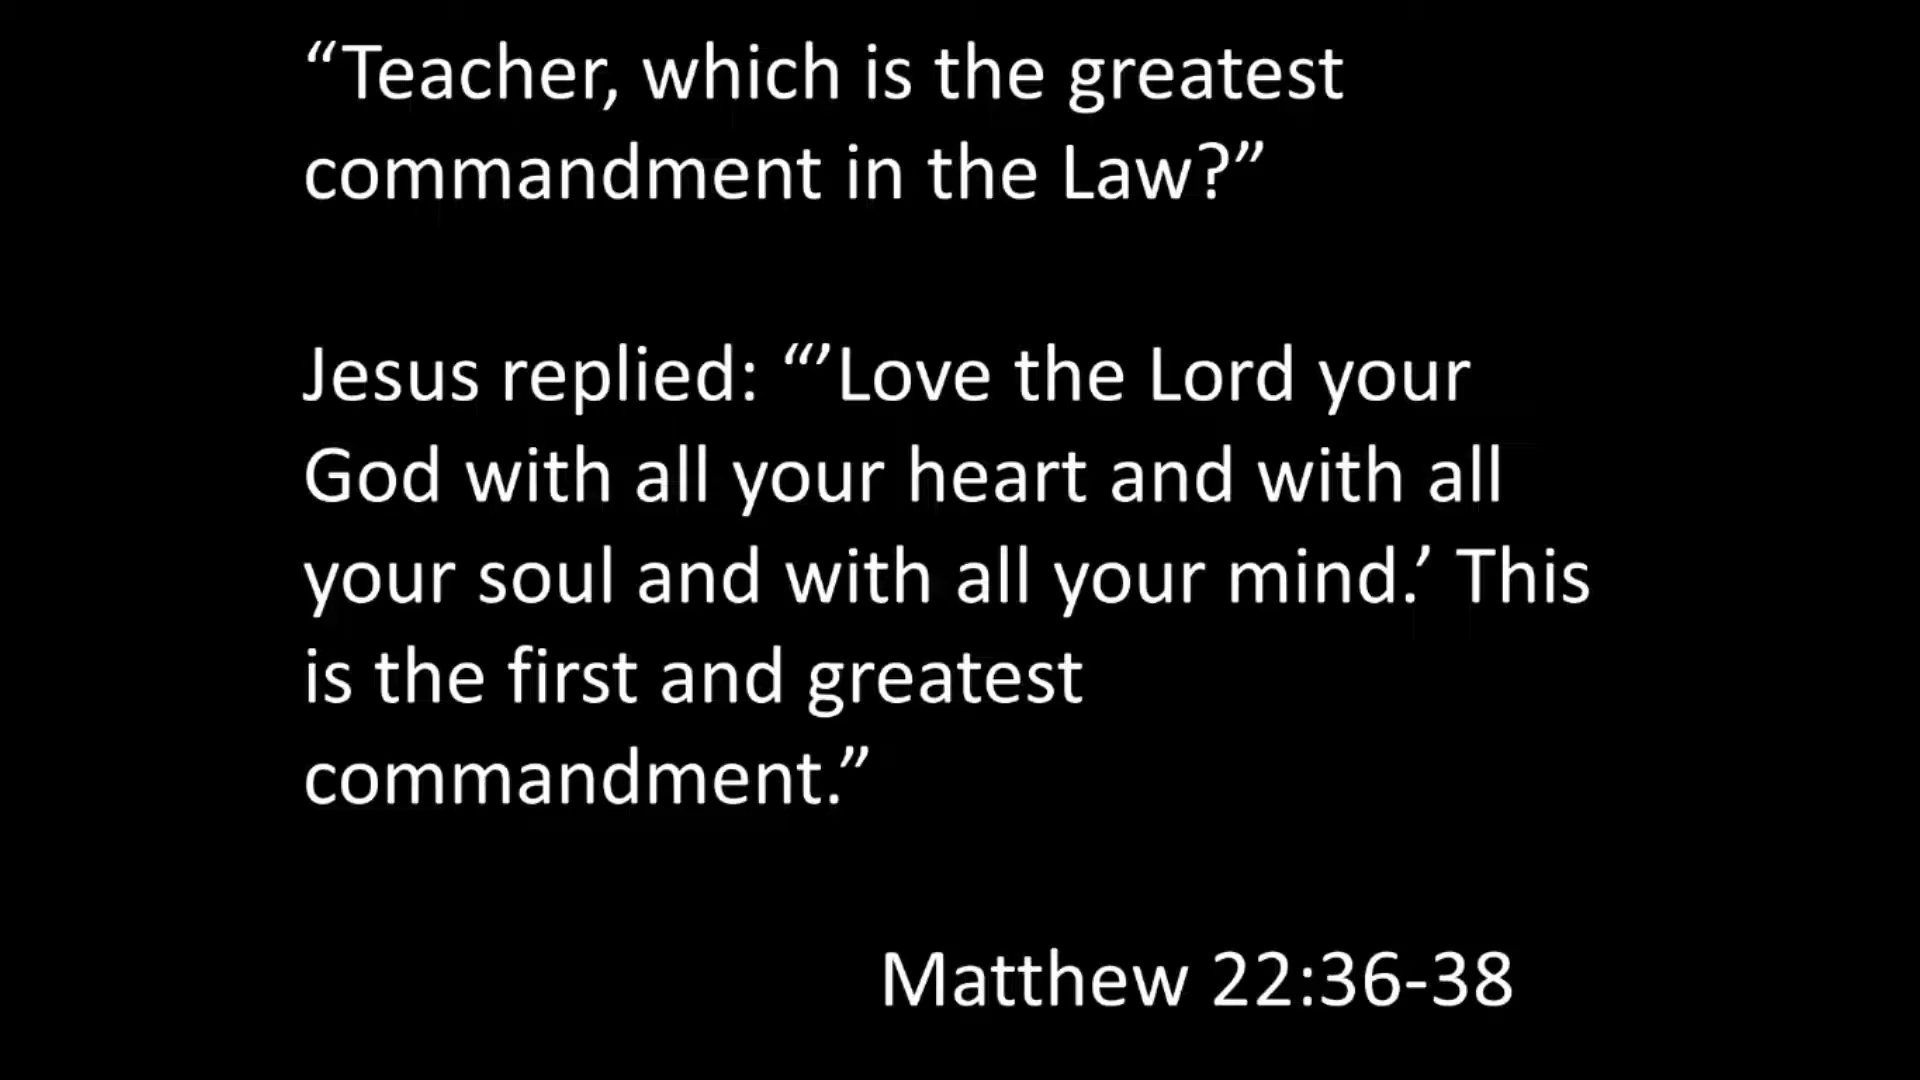 “Teacher, which is the greatest
commandment in the Law?”
Jesus replied: “’Love the Lord your
God with all your heart and with all
your soul and with all your mind.’ This
is the first and greatest
commandment.”
Matthew 22:36-38